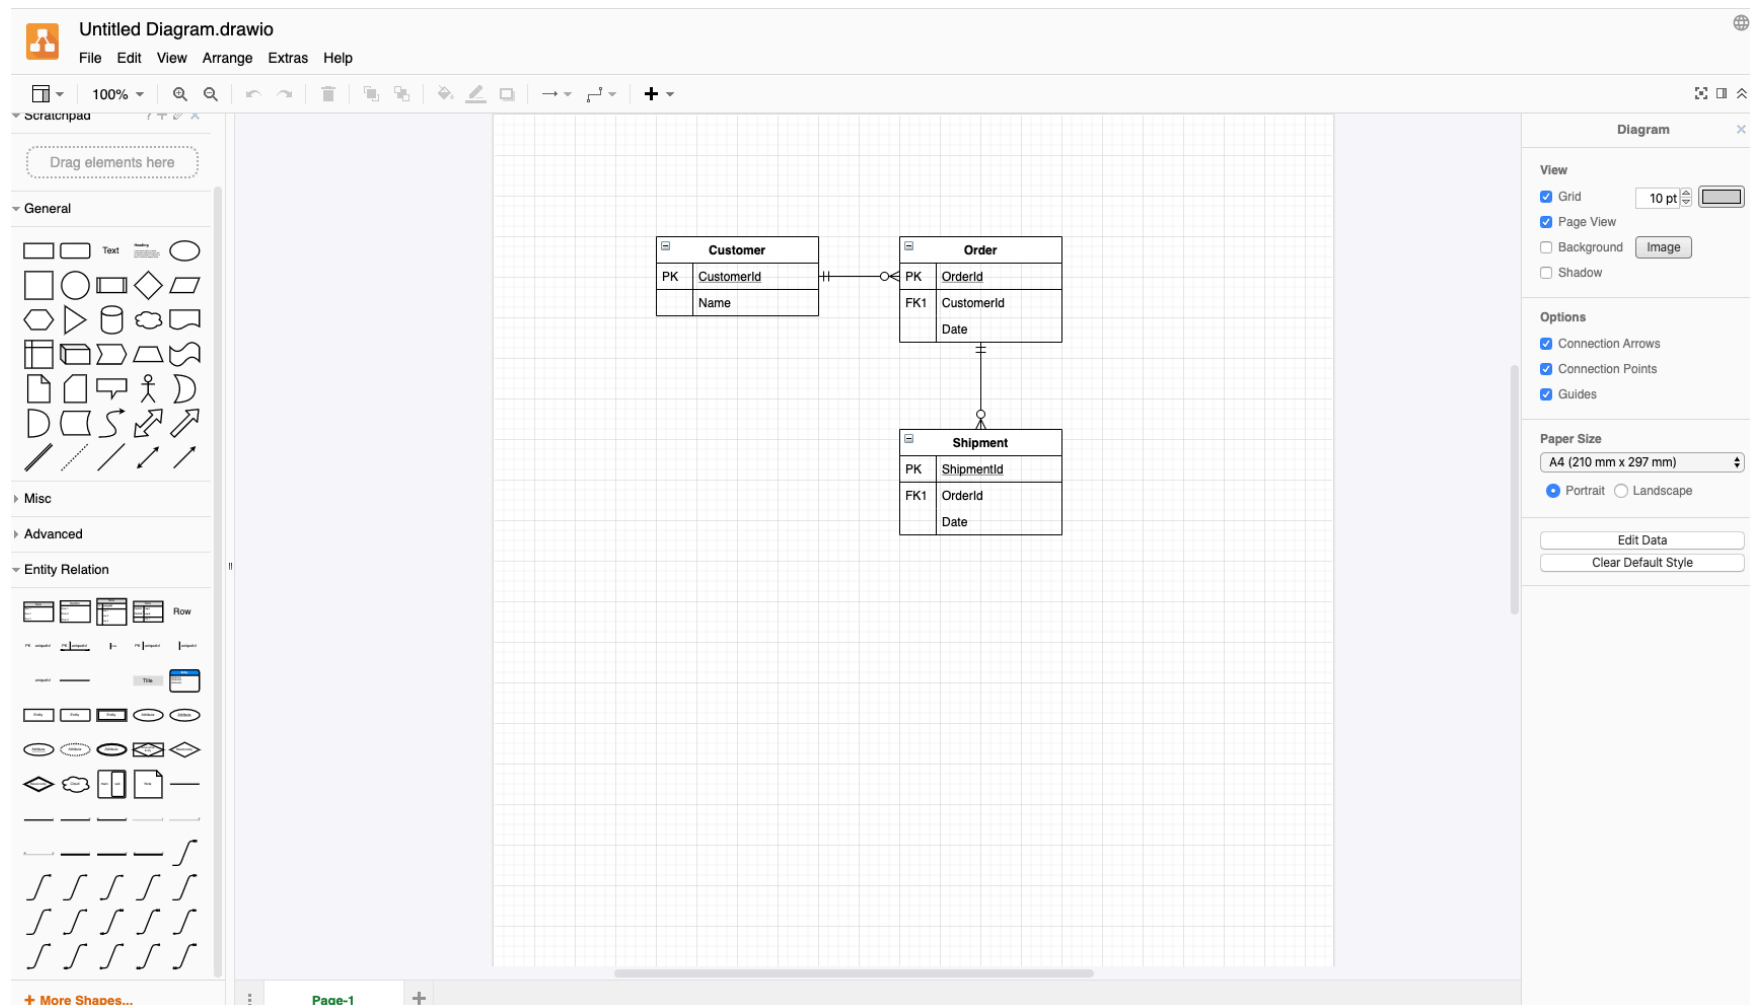 Untitled Diagram.drawio
File Edit View Arrange Extras Help
100%
Scratchpad
Drag elements here
General
Text
Heading
Misc
Advanced
Entity Relation
Row
Title
+ More Shapes...
Customer
PK CustomerId
Name
Order
PK OrderId
FK1 CustomerId
Date
Shipment
PK ShipmentId
FK1 OrderId
Date
Page-1
Diagram
View
Grid 10 pt
Page View
Background Image
Shadow
Options
Connection Arrows
Connection Points
Guides
Paper Size
A4 (210 mm x 297 mm)
Portrait Landscape
Edit Data
Clear Default Style